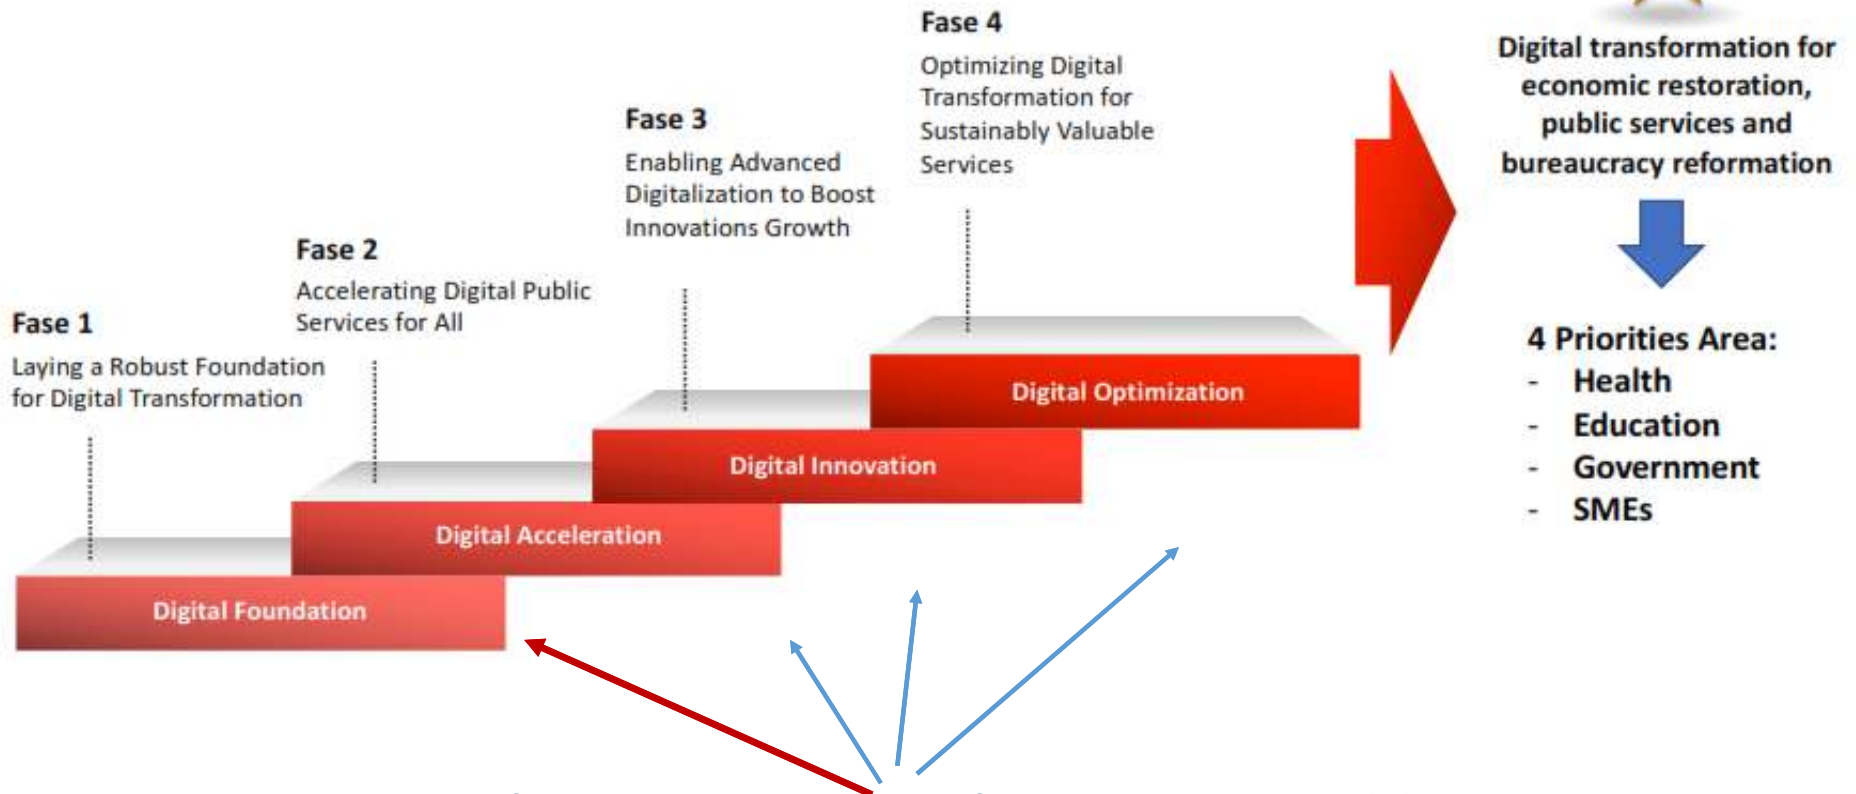 Fase 1
Laying a Robust Foundation
for Digital Transformation
Digital Foundation
Fase 2
Accelerating Digital Public
Services for All
Digital Acceleration
Fase 3
Enabling Advanced
Digitalization to Boost
Innovations Growth
Digital Innovation
Fase 4
Optimizing Digital
Transformation for
Sustainably Valuable
Services
Digital Optimization
Digital transformation for
economic restoration,
public services and
bureaucracy reformation
4 Priorities Area:
- Health
- Education
- Government
- SMEs